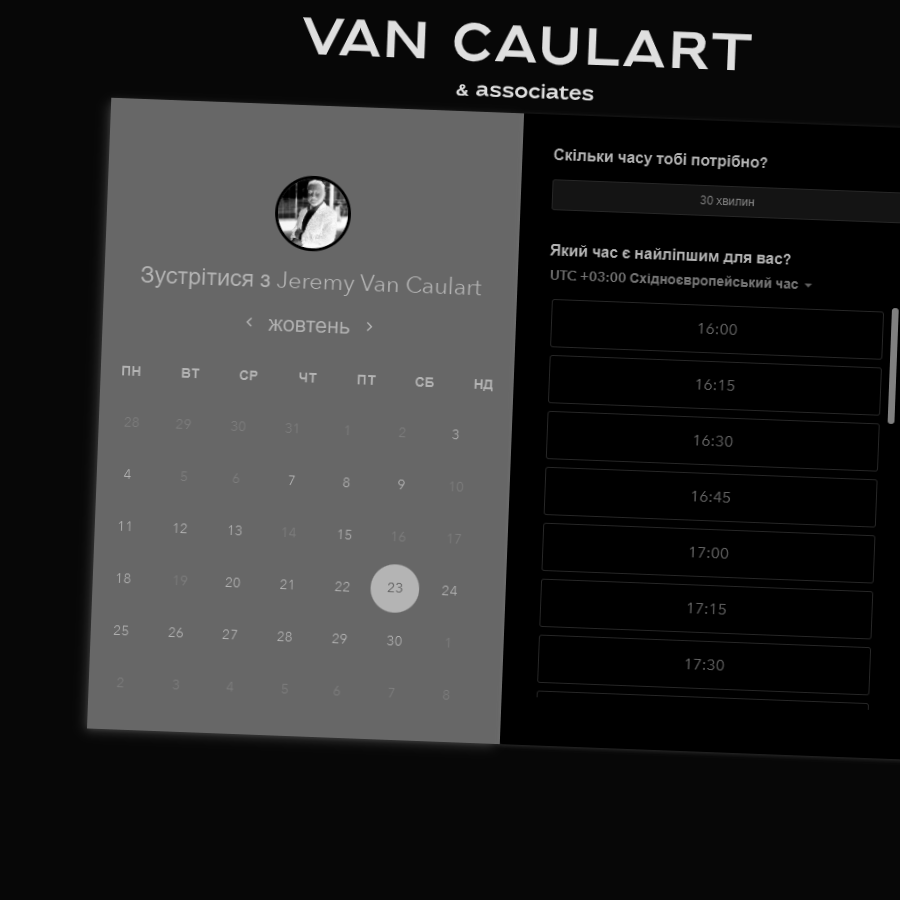 VAN CAULART
& associates
Зустрітися з Jeremy Van Caulart
жовтень
ПН ВТ СР ЧТ ПТ СБ НД
28 29 30 31 1 2 3
4 5 6 7 8 9 10
11 12 13 14 15 16 17
18 19 20 21 22 23 24
25 26 27 28 29 30 1
2 3 4 5 6 7 8
Скільки часу тобі потрібно?
30 хвилин
Який час є найліпшим для вас?
UTC +03:00 Східноєвропейський час
16:00
16:15
16:30
16:45
17:00
17:15
17:30